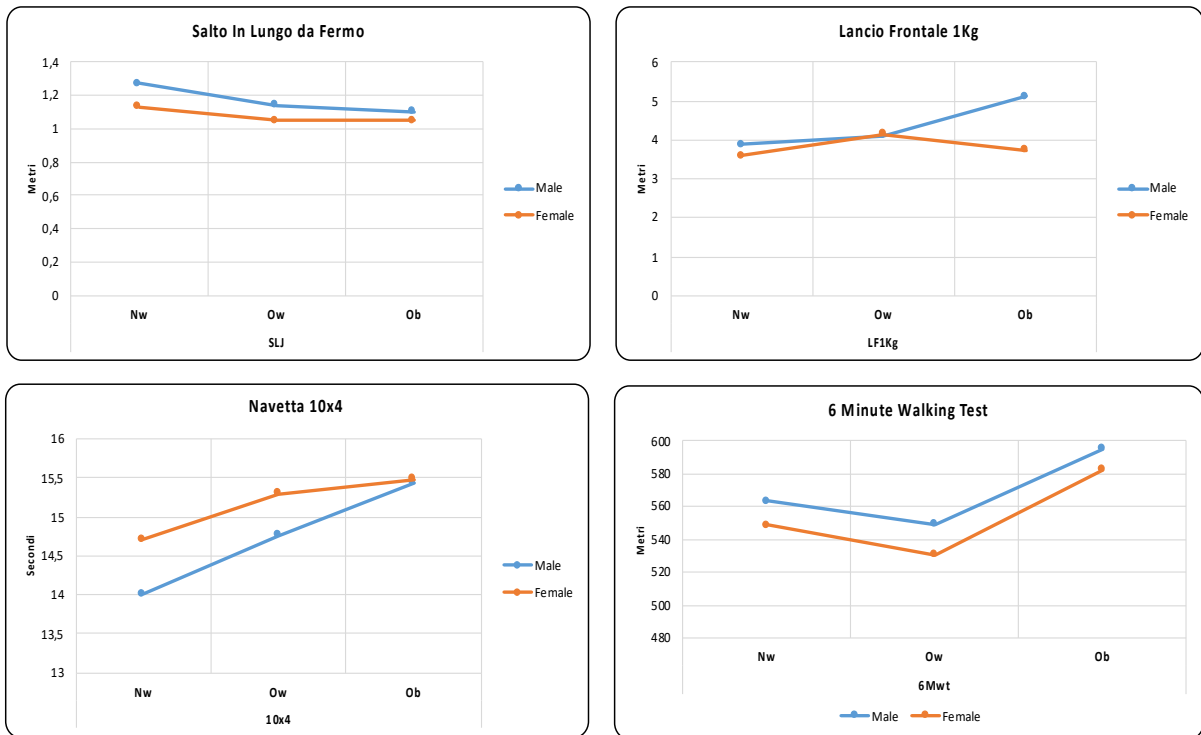 Salto In Lungo da Fermo
1,4
1,2
1
0,8
0,6
0,4
0,2
0
Metri
Nw Ow Ob
SLJ
Male
Female
Lancio Frontale 1Kg
6
5
4
3
2
1
0
Metri
Nw Ow Ob
LF1Kg
Male
Female
Navetta 10x4
16
15,5
15
14,5
14
13,5
13
Secondi
Nw Ow Ob
10x4
Male
Female
6 Minute Walking Test
600
580
560
540
520
500
480
Metri
Nw Ow Ob
6Mwt
Male Female